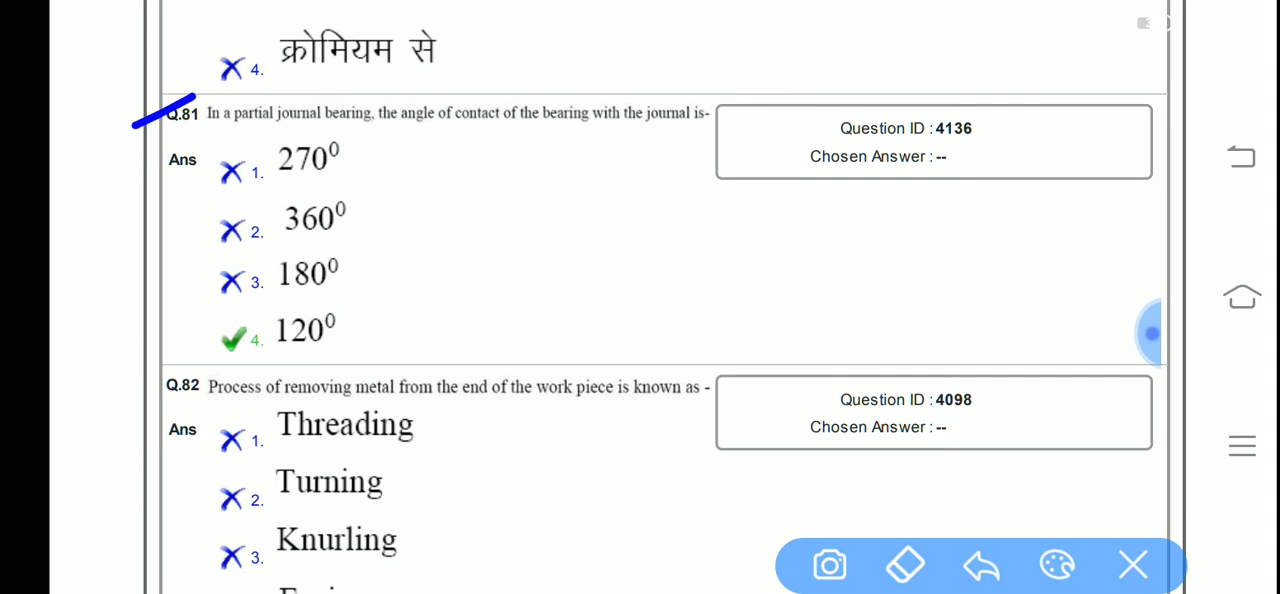 4. क्रोमियम से
Q.81 In a partial journal bearing, the angle of contact of the bearing with the journal is-
Question ID : 4136
Chosen Answer : --
Ans
1. 270⁰
2. 360⁰
3. 180⁰
4. 120⁰
Q.82 Process of removing metal from the end of the work piece is known as -
Question ID : 4098
Chosen Answer : --
Ans
1. Threading
2. Turning
3. Knurling